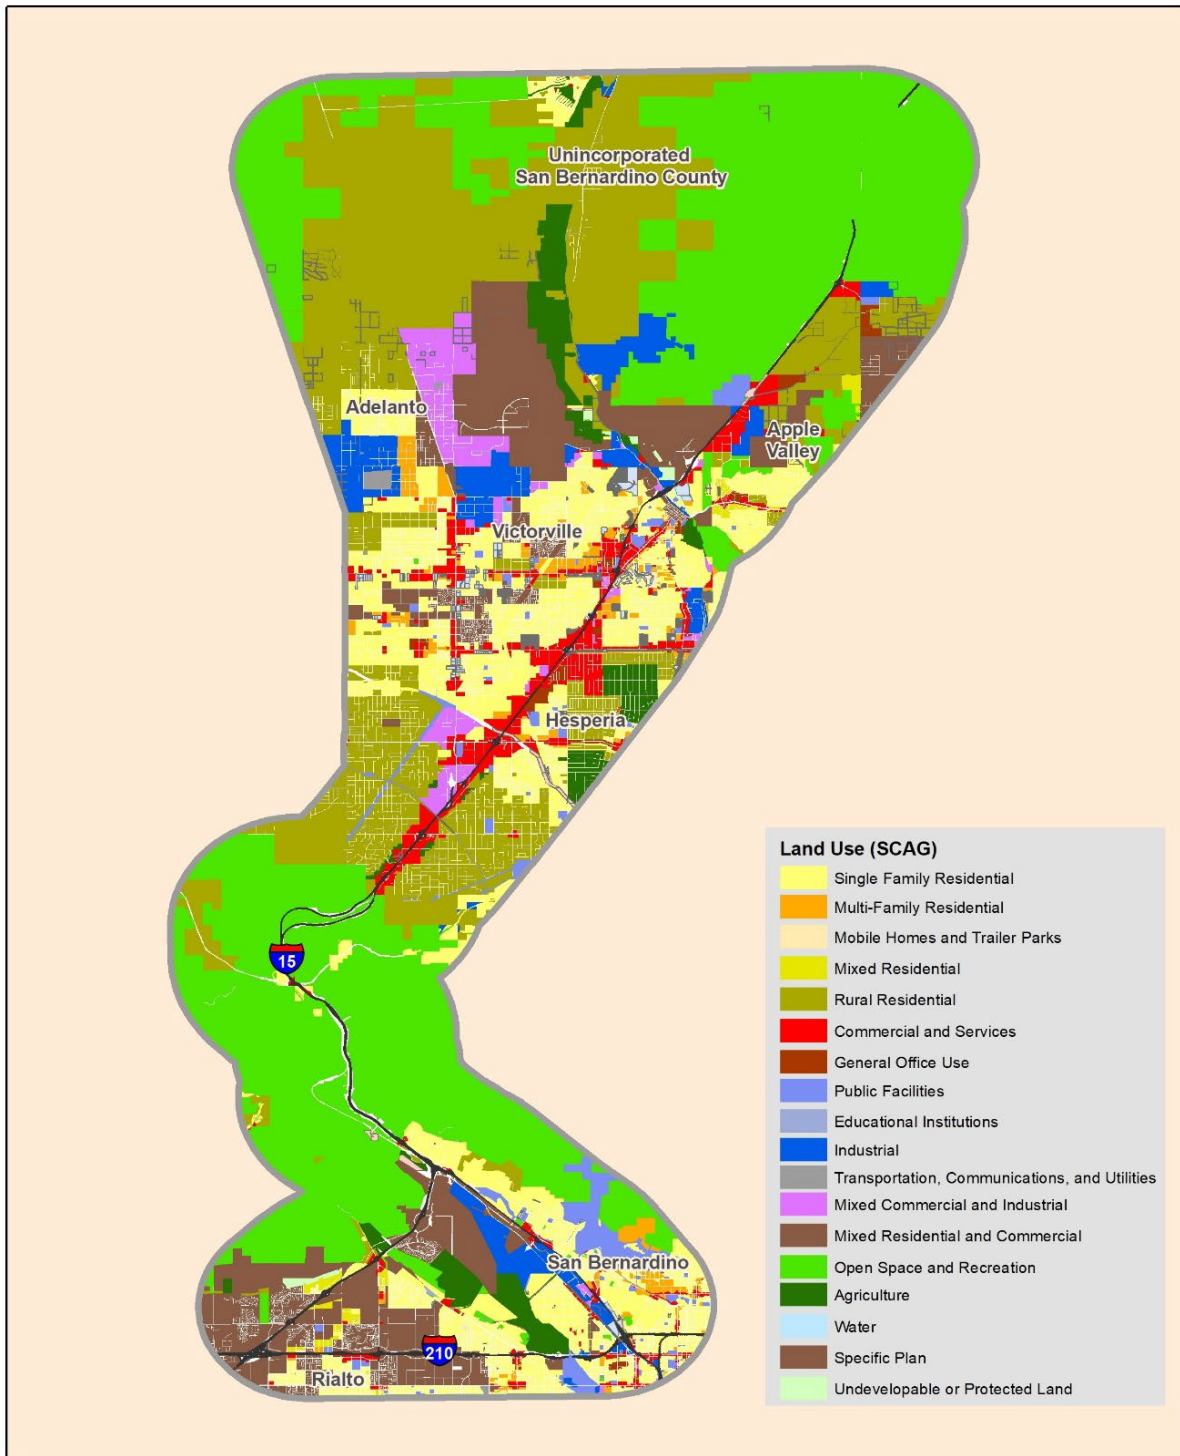 Unincorporated
San Bernardino County
Adelanto
Apple
Valley
Victorville
Hesperia
15
San Bernardino
210
Rialto
Land Use (SCAG)
Single Family Residential
Multi-Family Residential
Mobile Homes and Trailer Parks
Mixed Residential
Rural Residential
Commercial and Services
General Office Use
Public Facilities
Educational Institutions
Industrial
Transportation, Communications, and Utilities
Mixed Commercial and Industrial
Mixed Residential and Commercial
Open Space and Recreation
Agriculture
Water
Specific Plan
Undevelopable or Protected Land